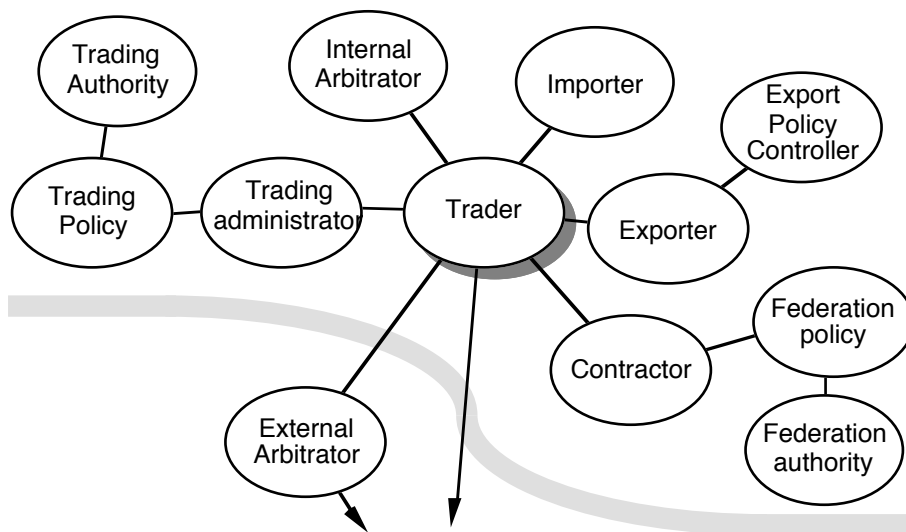 Trading
Authority
Internal
Arbitrator
Importer
Export
Policy
Controller
Trading
Policy
Trading
administrator
Trader
Exporter
Federation
policy
Contractor
External
Arbitrator
Federation
authority